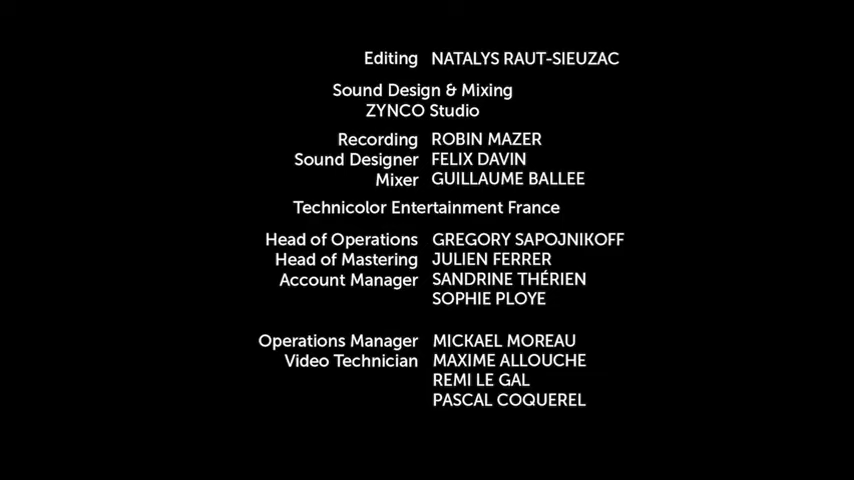 Editing NATALYS RAUT-SIEUZAC
Sound Design & Mixing
ZYNCO Studio
Recording ROBIN MAZER
Sound Designer FELIX DAVIN
Mixer GUILLAUME BALLEE
Technicolor Entertainment France
Head of Operations GREGORY SAPOJNIKOFF
Head of Mastering JULIEN FERRER
Account Manager SANDRINE THÉRIEN
SOPHIE PLOYE
Operations Manager MICKAEL MOREAU
Video Technician MAXIME ALLOUCHE
REMI LE GAL
PASCAL COQUEREL